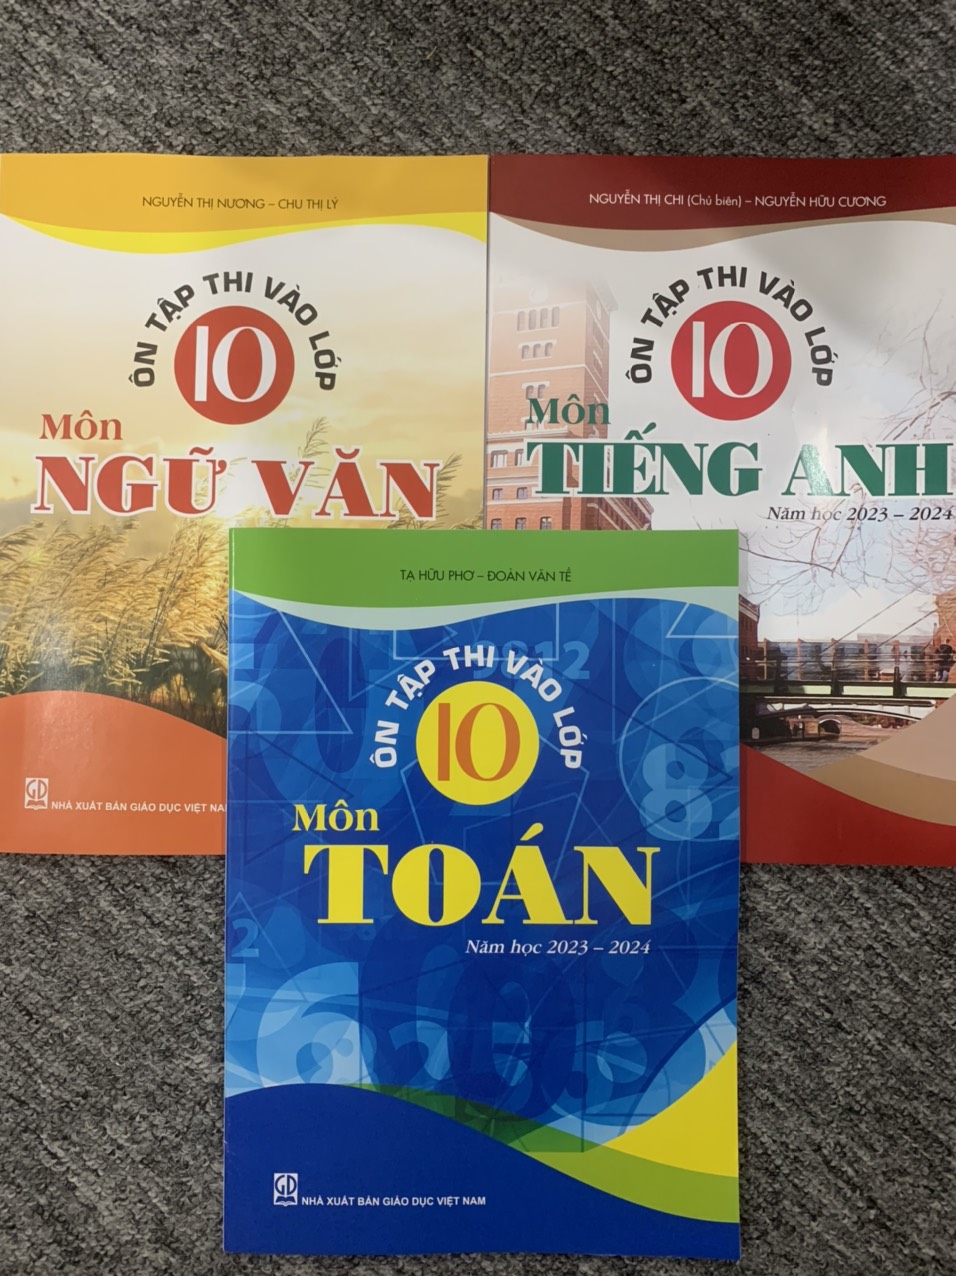 NGUYỄN THỊ NƯƠNG – CHU THỊ LÝ
ÔN TẬP THI VÀO LỚP
10
Môn
NGỮ VĂN
GD NHÀ XUẤT BẢN GIÁO DỤC VIỆT NAM
NGUYỄN THỊ CHI (Chủ biên) – NGUYỄN HỮU CƯƠNG
ÔN TẬP THI VÀO LỚP
10
Môn
TIẾNG ANH
Năm học 2023 – 2024
TẠ HỮU PHƠ – ĐOÀN VĂN TỀ
ÔN TẬP THI VÀO LỚP
10
Môn
TOÁN
Năm học 2023 – 2024
GD NHÀ XUẤT BẢN GIÁO DỤC VIỆT NAM